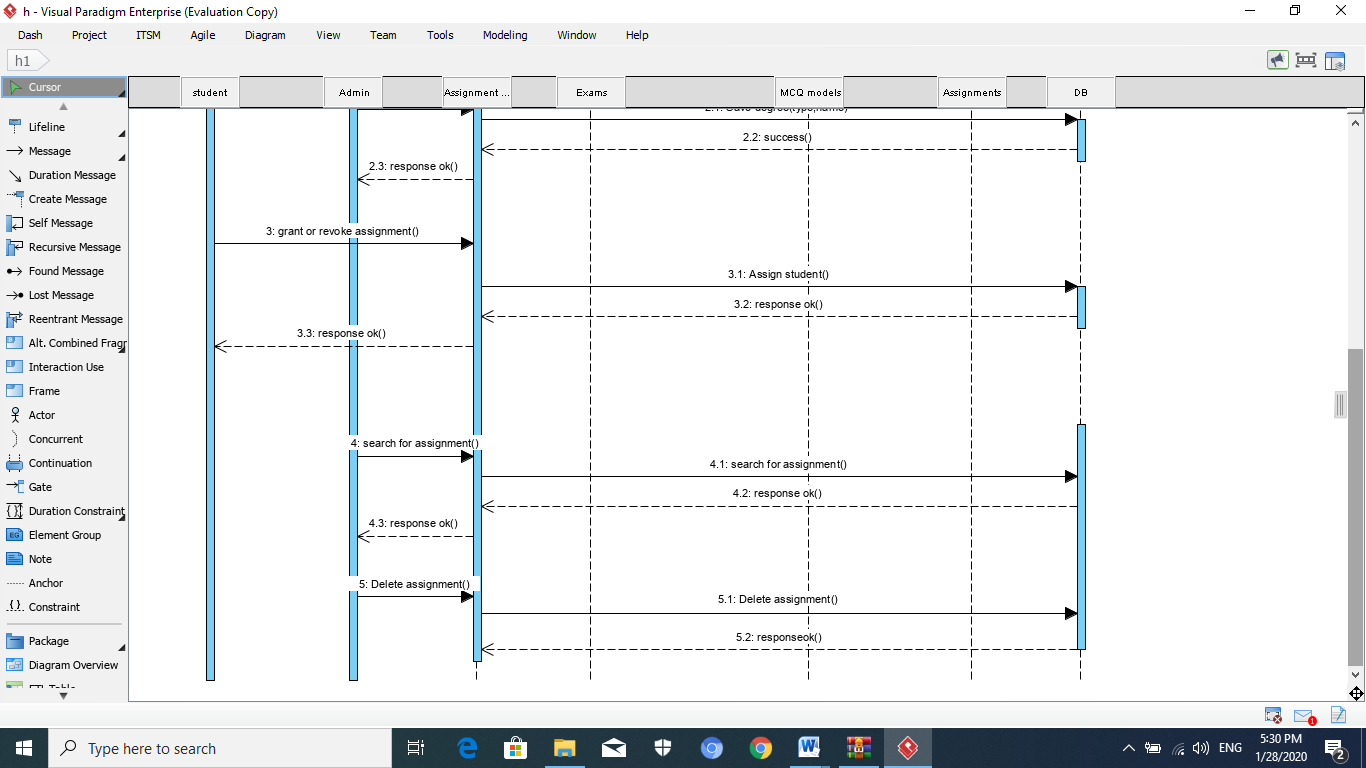 h - Visual Paradigm Enterprise (Evaluation Copy)
Dash Project ITSM Agile Diagram View Team Tools Modeling Window Help
h1
Cursor
Lifeline
Message
Duration Message
Create Message
Self Message
Recursive Message
Found Message
Lost Message
Reentrant Message
Alt. Combined Fragr
Interaction Use
Frame
Actor
Concurrent
Continuation
Gate
Duration Constraint
EG Element Group
Note
Anchor
{..} Constraint
Package
Diagram Overview
student Admin Assignment ... Exams MCQ models Assignments DB
2.2: success()
2.3: response ok()
3: grant or revoke assignment()
3.1: Assign student()
3.2: response ok()
3.3: response ok()
4: search for assignment()
4.1: search for assignment()
4.2: response ok()
4.3: response ok()
5: Delete assignment()
5.1: Delete assignment()
5.2: responseok()
1
Type here to search
ENG
5:30 PM
1/28/2020
2